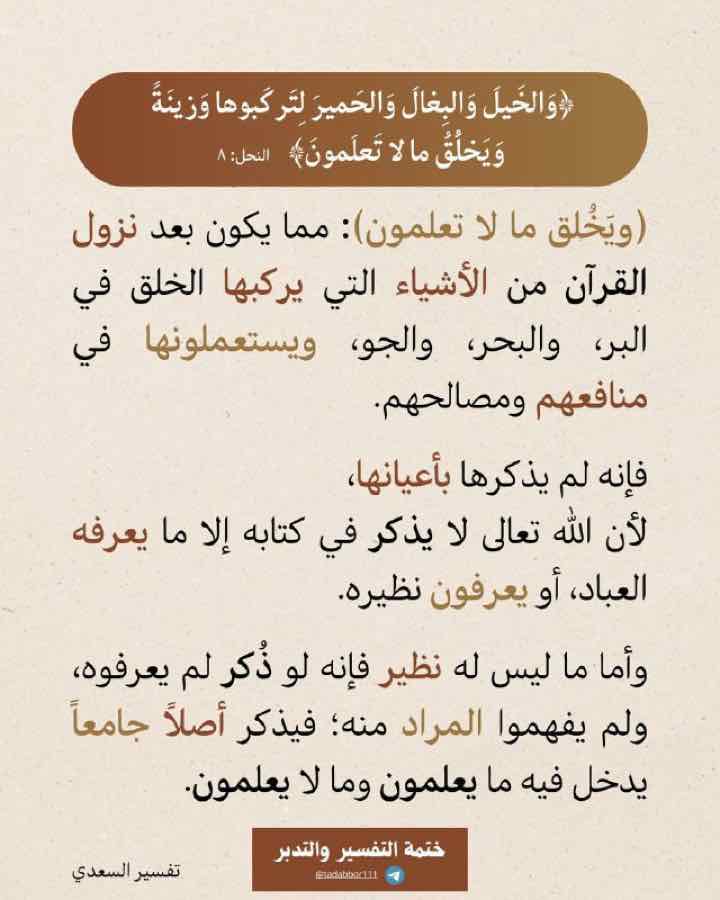 ﴿وَالخَيلَ وَالبِغالَ وَالحَميرَ لِتَركَبوها وَزينَةً
وَيَخلُقُ ما لا تَعلَمونَ﴾ النحل: ٨
(ويَخُلق ما لا تعلمون): مما يكون بعد نزول
القرآن من الأشياء التي يركبها الخلق في
البر، والبحر، والجو، ويستعملونها في
منافعهم ومصالحهم.
فإنه لم يذكرها بأعيانها،
لأن الله تعالى لا يذكر في كتابه إلا ما يعرفه
العباد، أو يعرفون نظيره.
وأما ما ليس له نظير فإنه لو ذُكر لم يعرفوه،
ولم يفهموا المراد منه؛ فيذكر أصلاً جامعاً
يدخل فيه ما يعلمون وما لا يعلمون.
ختمة التفسير والتدبر
@tadabbor111
تفسير السعدي